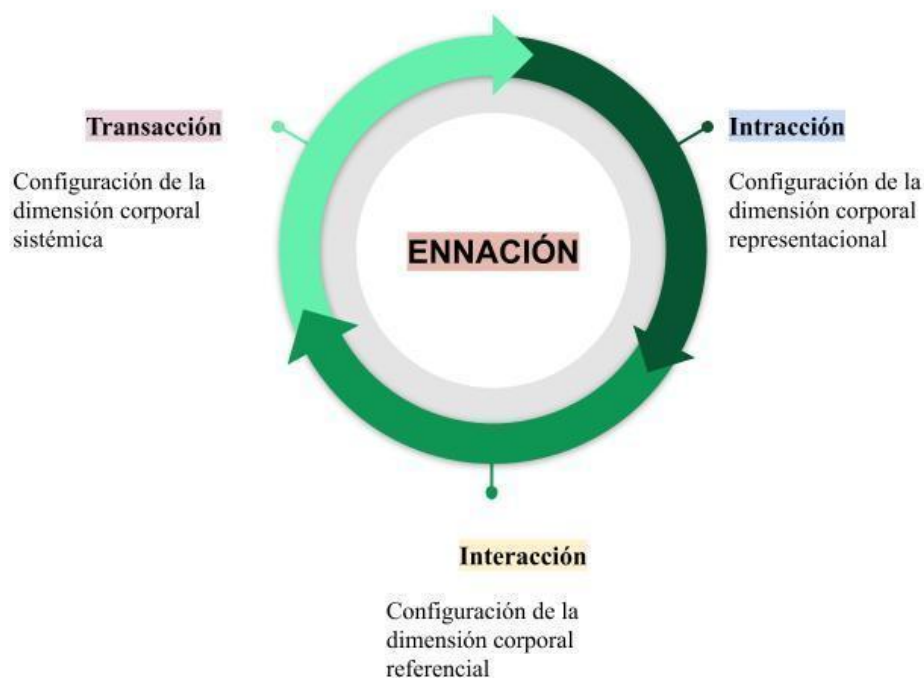 Transacción
Configuración de la
dimensión corporal
sistémica
ENNACIÓN
Intracción
Configuración de la
dimensión corporal
representacional
Interacción
Configuración de la
dimensión corporal
referencial